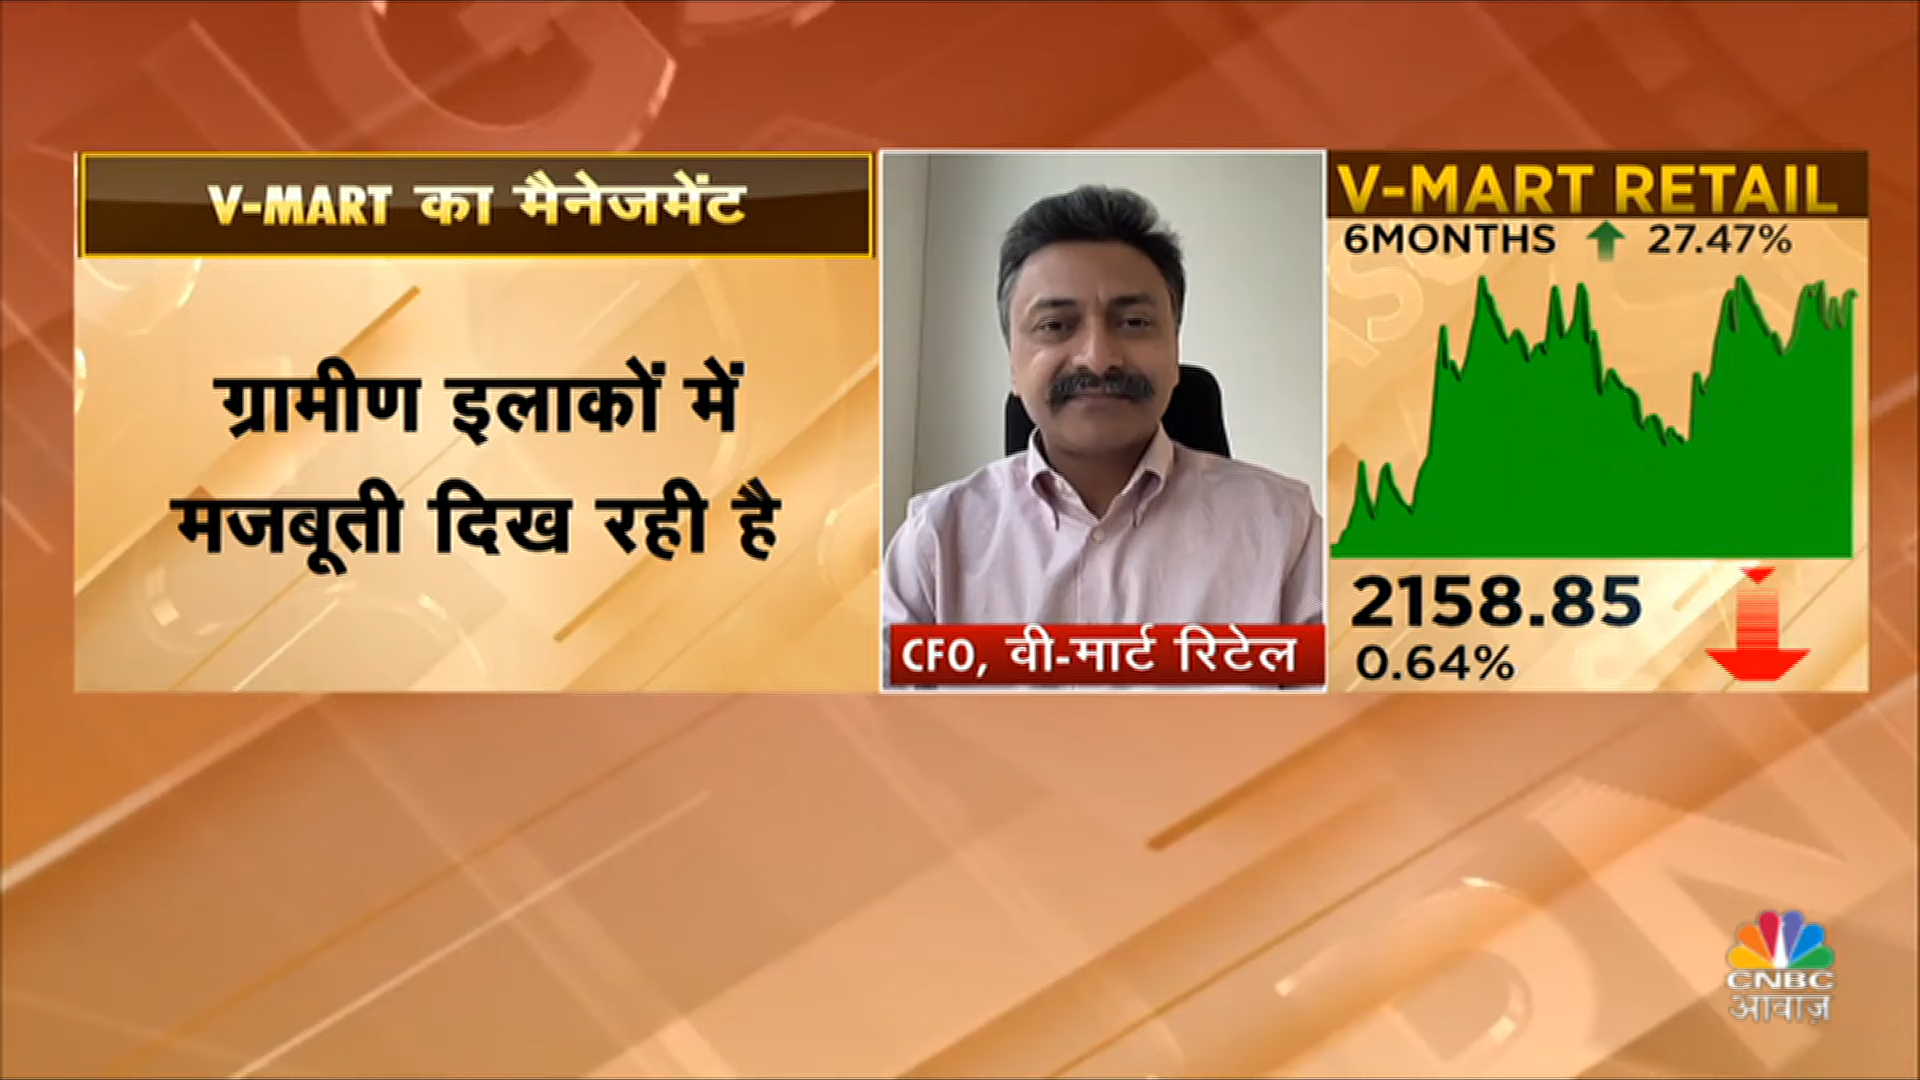 V-MART का मैनेजमेंट
ग्रामीण इलाकों में
मजबूती दिख रही है
CFO, वी-मार्ट रिटेल
V-MART RETAIL
6MONTHS 27.47%
2158.85
0.64%
CNBC
आवाज़